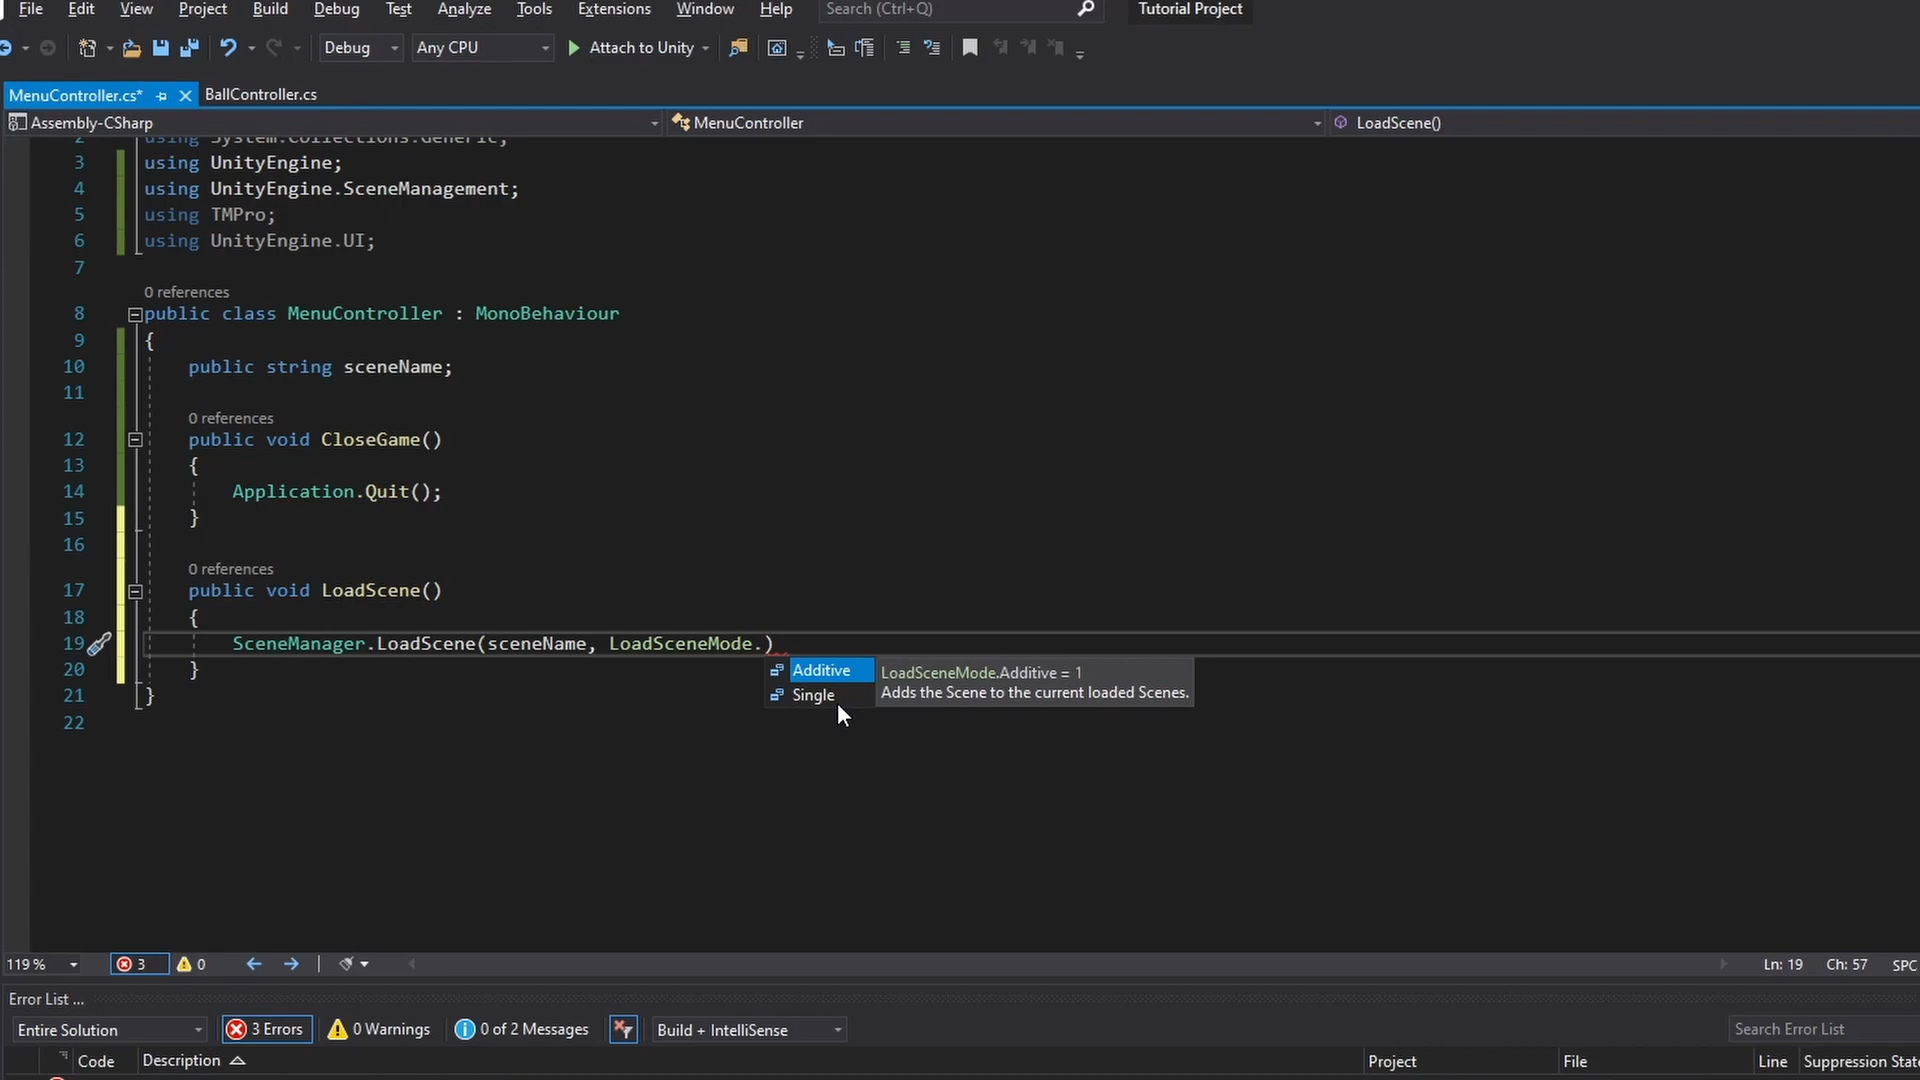 File Edit View Project Build Debug Test Analyze Tools Extensions Window Help Search (Ctrl+Q) Tutorial Project
Debug Any CPU Attach to Unity
MenuController.cs* BallController.cs
Assembly-CSharp MenuController LoadScene()
2 using System.Collections.Generic;
3 using UnityEngine;
4 using UnityEngine.SceneManagement;
5 using TMPro;
6 using UnityEngine.UI;
7
0 references
8 public class MenuController : MonoBehaviour
9 {
10 public string sceneName;
11
0 references
12 public void CloseGame()
13 {
14 Application.Quit();
15 }
16
0 references
17 public void LoadScene()
18 {
19 SceneManager.LoadScene(sceneName, LoadSceneMode.)
20 }
Additive LoadSceneMode.Additive = 1
Single Adds the Scene to the current loaded Scenes.
21 }
22
119 % 3 0 Ln: 19 Ch: 57 SPC
Error List ...
Entire Solution 3 Errors 0 Warnings 0 of 2 Messages Build + IntelliSense Search Error List
Code Description Project File Line Suppression State